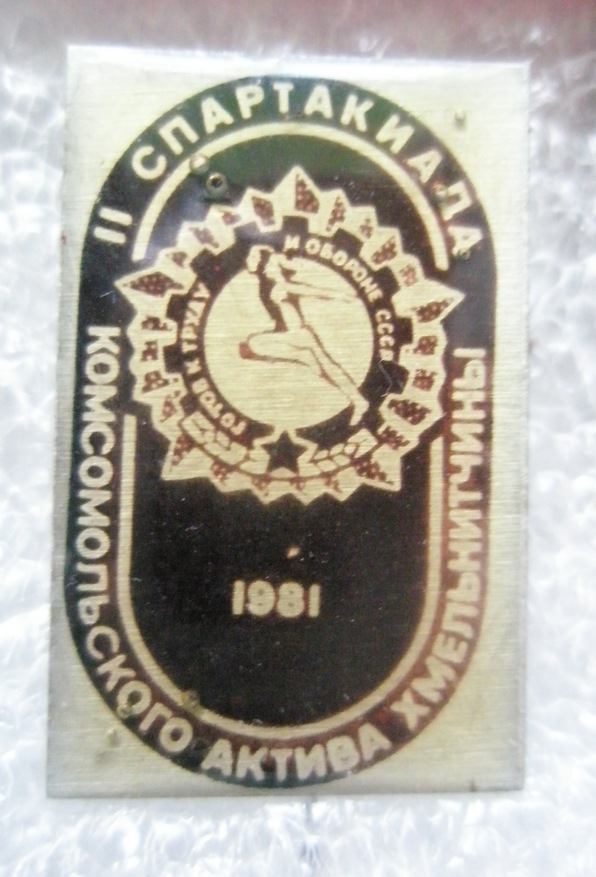 II СПАРТАКИАДА
КОМСОМОЛЬСКОГО АКТИВА ХМЕЛЬНИТЧИНЫ
ГОТОВ К ТРУДУ И ОБОРОНЕ СССР
1981